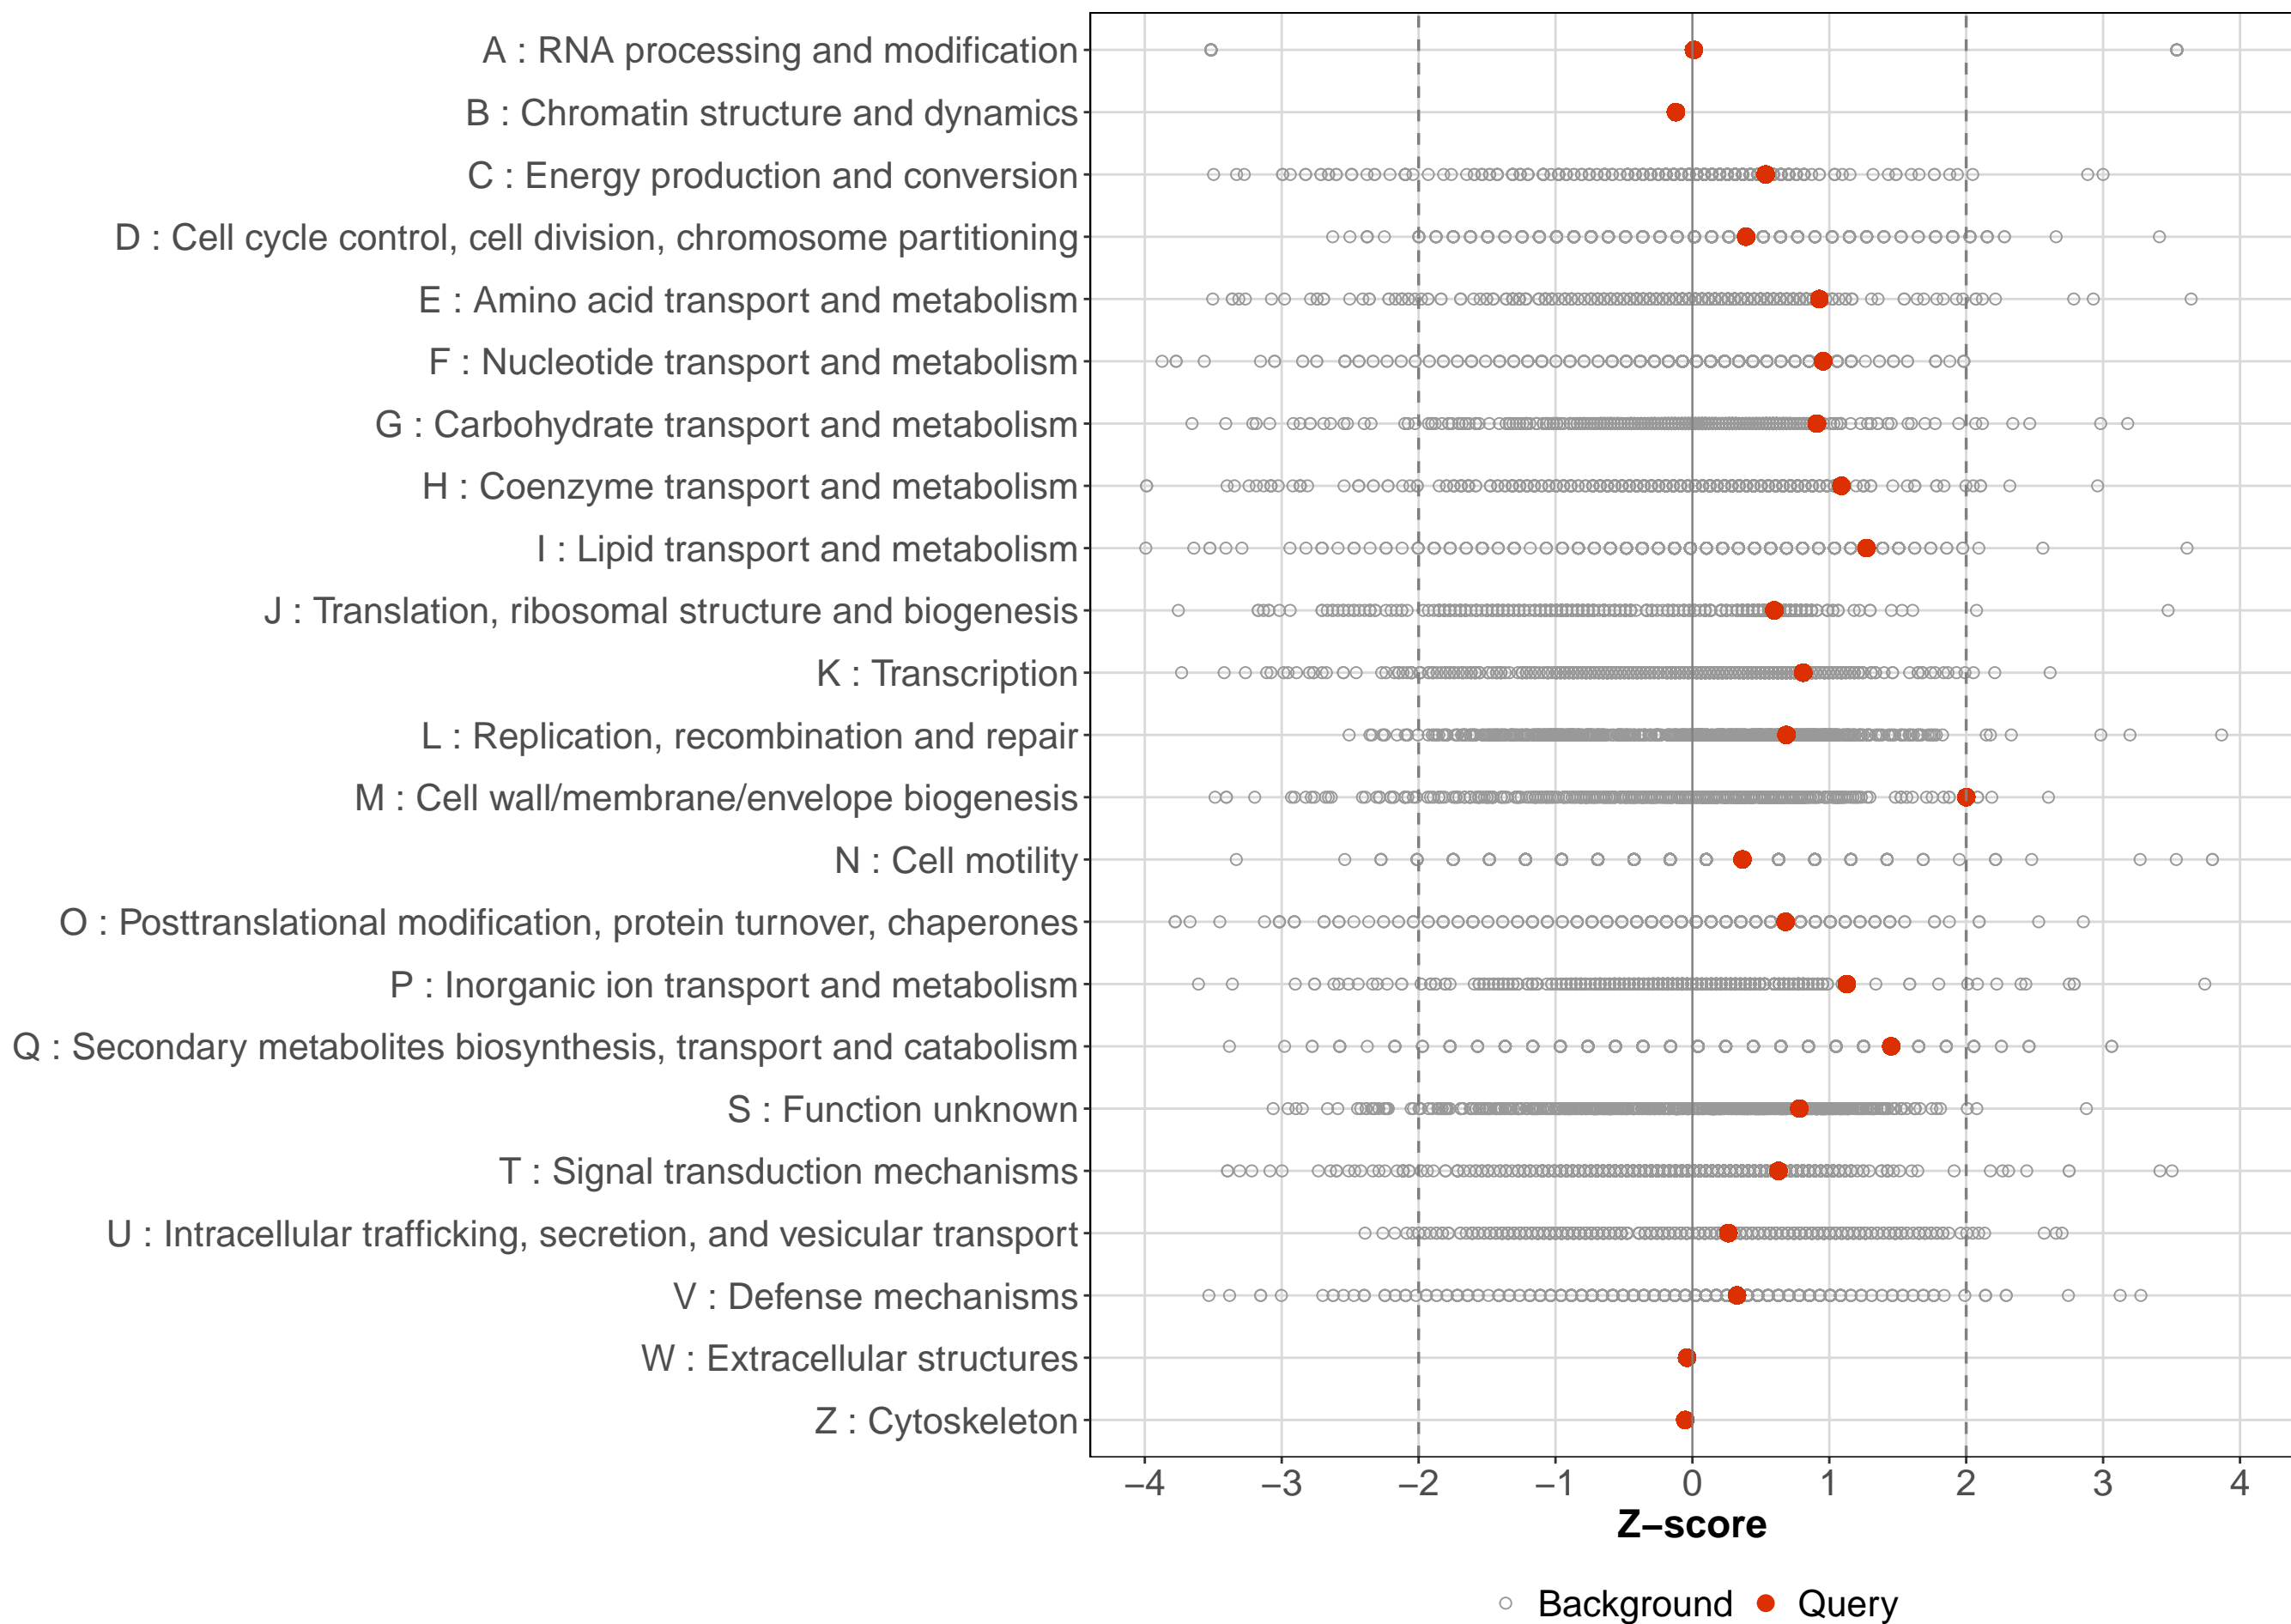 A : RNA processing and modification
B : Chromatin structure and dynamics
C : Energy production and conversion
D : Cell cycle control, cell division, chromosome partitioning
E : Amino acid transport and metabolism
F : Nucleotide transport and metabolism
G : Carbohydrate transport and metabolism
H : Coenzyme transport and metabolism
I : Lipid transport and metabolism
J : Translation, ribosomal structure and biogenesis
K : Transcription
L : Replication, recombination and repair
M : Cell wall/membrane/envelope biogenesis
N : Cell motility
O : Posttranslational modification, protein turnover, chaperones
P : Inorganic ion transport and metabolism
Q : Secondary metabolites biosynthesis, transport and catabolism
S : Function unknown
T : Signal transduction mechanisms
U : Intracellular trafficking, secretion, and vesicular transport
V : Defense mechanisms
W : Extracellular structures
Z : Cytoskeleton
−4 −3 −2 −1 0 1 2 3 4
Z−score
Background Query